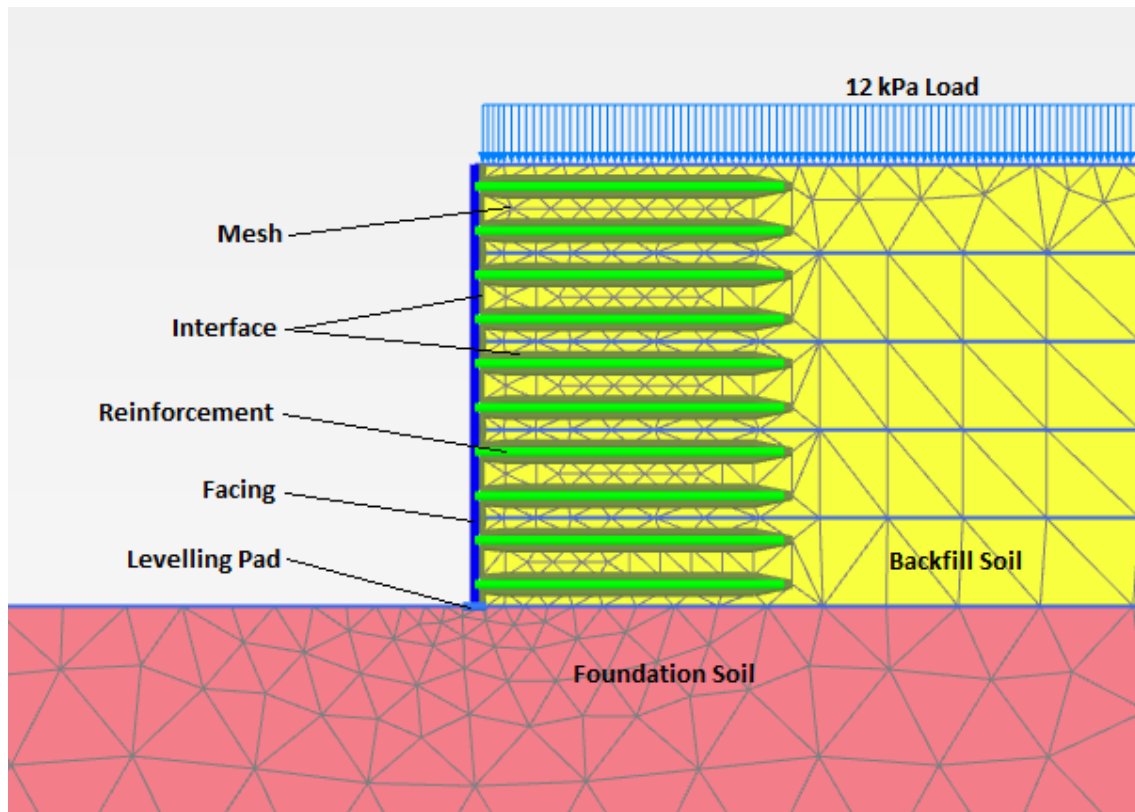 12 kPa Load
Mesh
Interface
Reinforcement
Facing
Levelling Pad
Backfill Soil
Foundation Soil